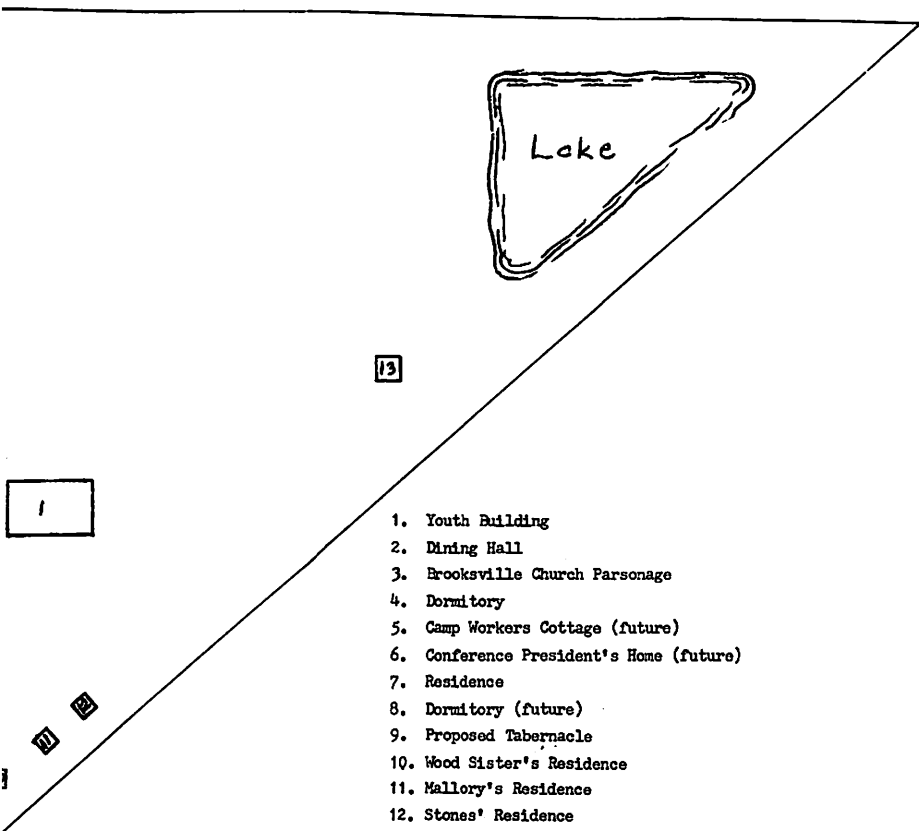 Lake
13
1
1. Youth Building
2. Dining Hall
3. Brooksville Church Parsonage
4. Dormitory
5. Camp Workers Cottage (future)
6. Conference President's Home (future)
7. Residence
8. Dormitory (future)
9. Proposed Tabernacle
10. Wood Sister's Residence
11. Mallory's Residence
12. Stones' Residence
12
11